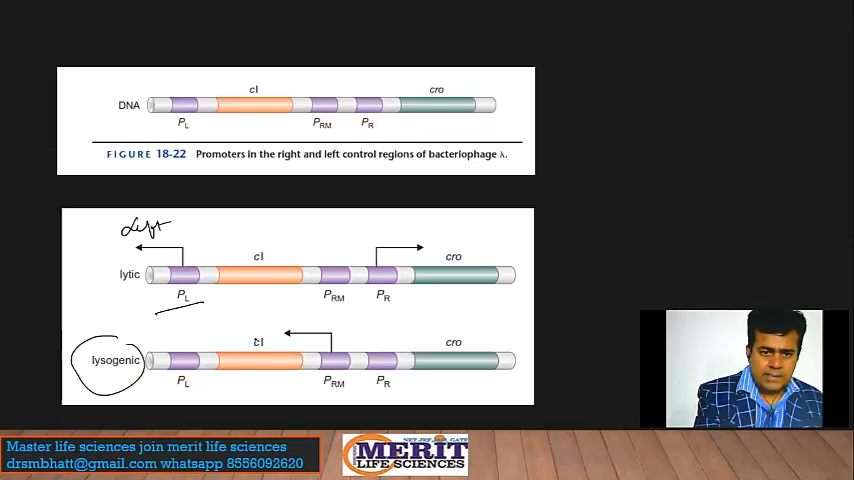 cI
cro
DNA
PL
PRM
PR
FIGURE 18-22 Promoters in the right and left control regions of bacteriophage λ.
Left
cI
cro
lytic
PL
PRM
PR
cI
cro
lysogenic
PL
PRM
PR
Master life sciences join merit life sciences
drsmbhatt@gmail.com whatsapp 8556092620
MERIT
LIFE SCIENCES